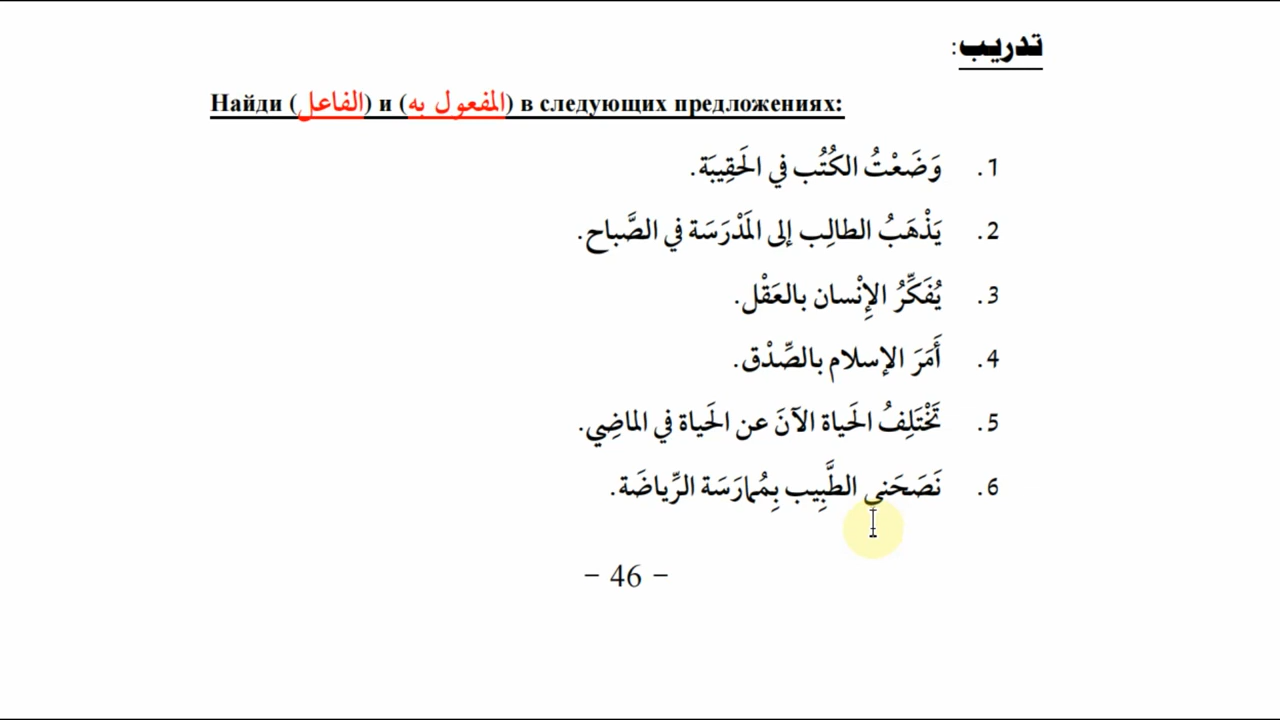 تدريب:
Найди (الفاعل) и (المفعول به) в следующих предложениях:
1. وَضَعْتُ الكُتُب في الحَقِيبَة.
2. يَذْهَبُ الطالِب إلى المَدْرَسَة في الصَّباح.
3. يُفَكِّرُ الإِنْسان بالعَقْل.
4. أَمَرَ الإسلام بالصِّدْق.
5. تَخْتَلِفُ الحَياة الآنَ عن الحَياة في الماضِي.
6. نَصَحَني الطَّبِيب بِمُمارَسَة الرِّياضَة.
– 46 –